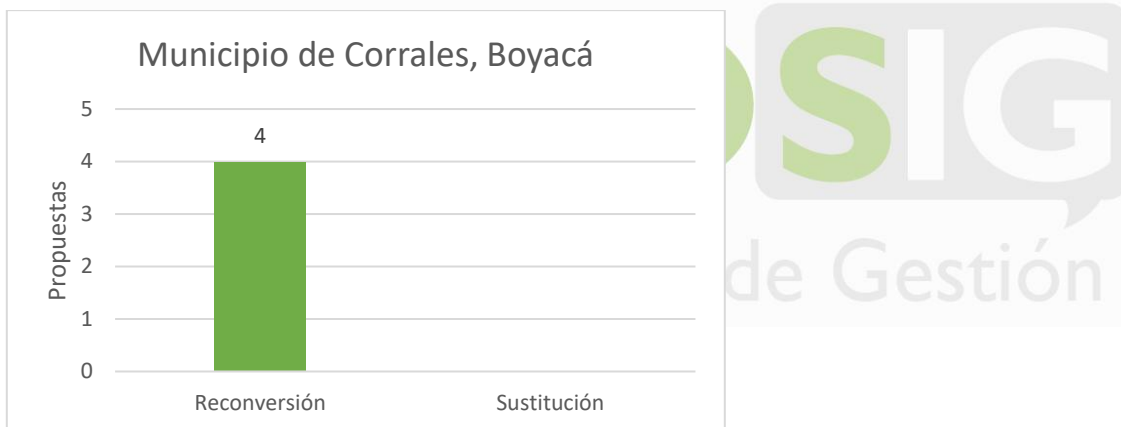 Municipio de Corrales, Boyacá
5
4
4
3
2
1
0
Propuestas
Reconversión Sustitución
SIG
de Gestión